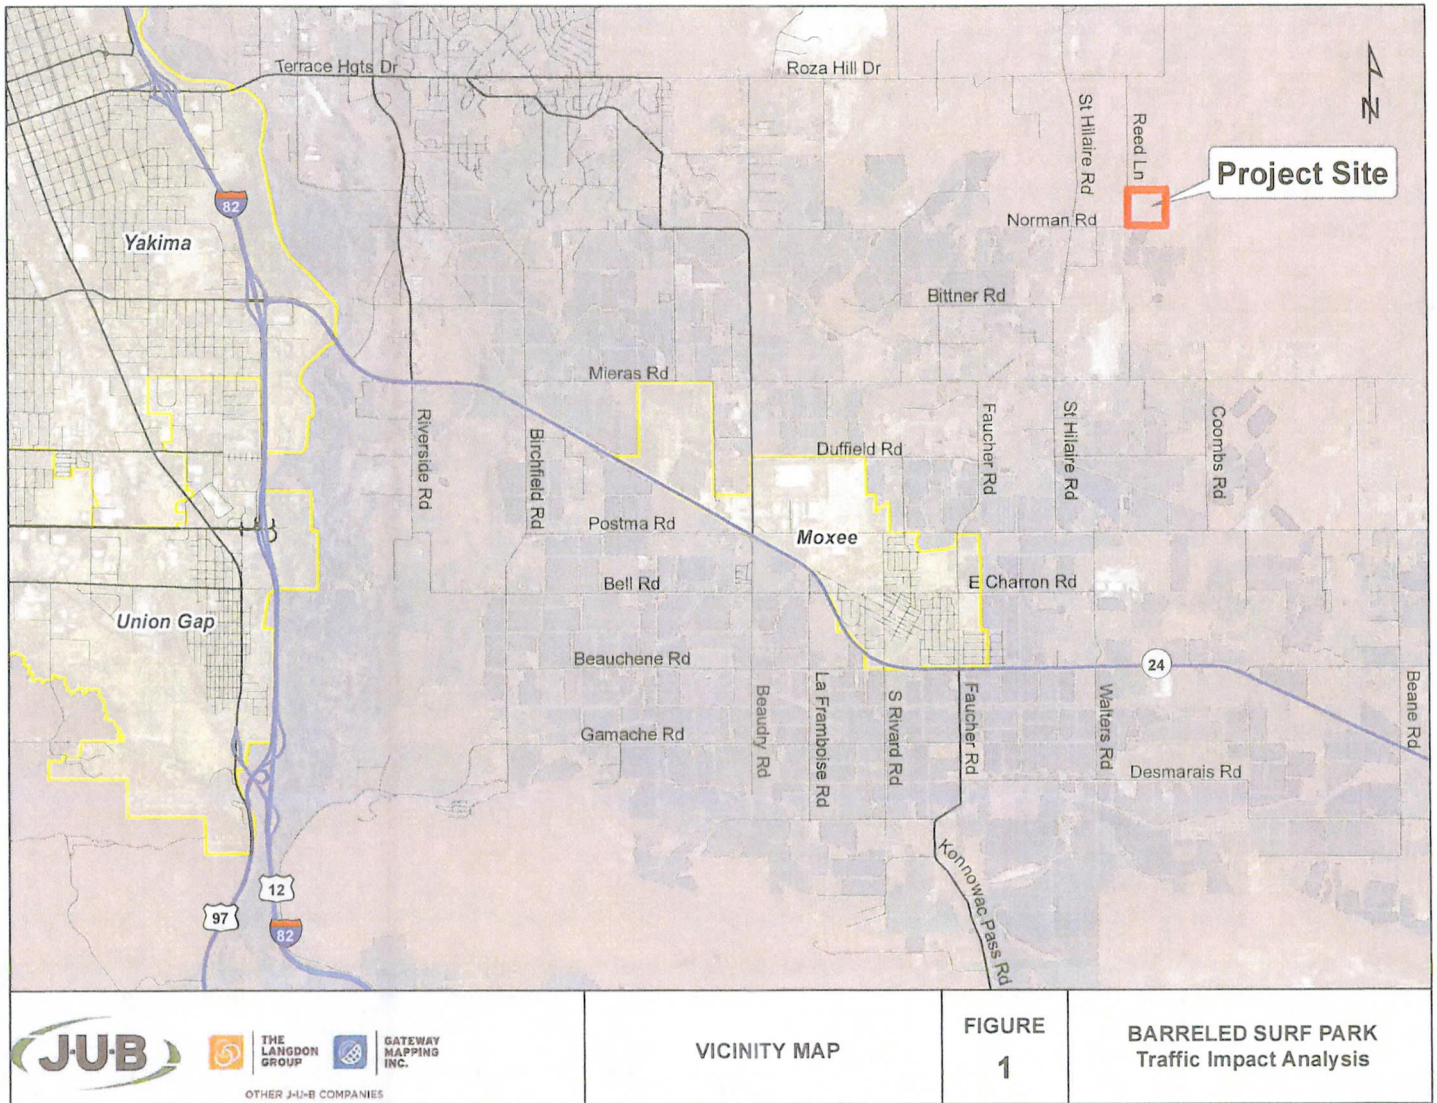 Terrace Hgts Dr
Roza Hill Dr
N
St Hilaire Rd
Reed Ln
Project Site
82
Yakima
Norman Rd
Bittner Rd
Mieras Rd
Riverside Rd
Birchfield Rd
Duffield Rd
Faucher Rd
St Hilaire Rd
Coombs Rd
Postma Rd
Moxee
Bell Rd
E Charron Rd
Union Gap
Beauchene Rd
24
Beaudry Rd
La Framboise Rd
S Rivard Rd
Faucher Rd
Walters Rd
Beane Rd
Gamache Rd
Desmarais Rd
Konnowac Pass Rd
12
97
82
J-U-B
THE
LANGDON
GROUP
GATEWAY
MAPPING
INC.
OTHER J-U-B COMPANIES
VICINITY MAP
FIGURE
1
BARRELED SURF PARK
Traffic Impact Analysis